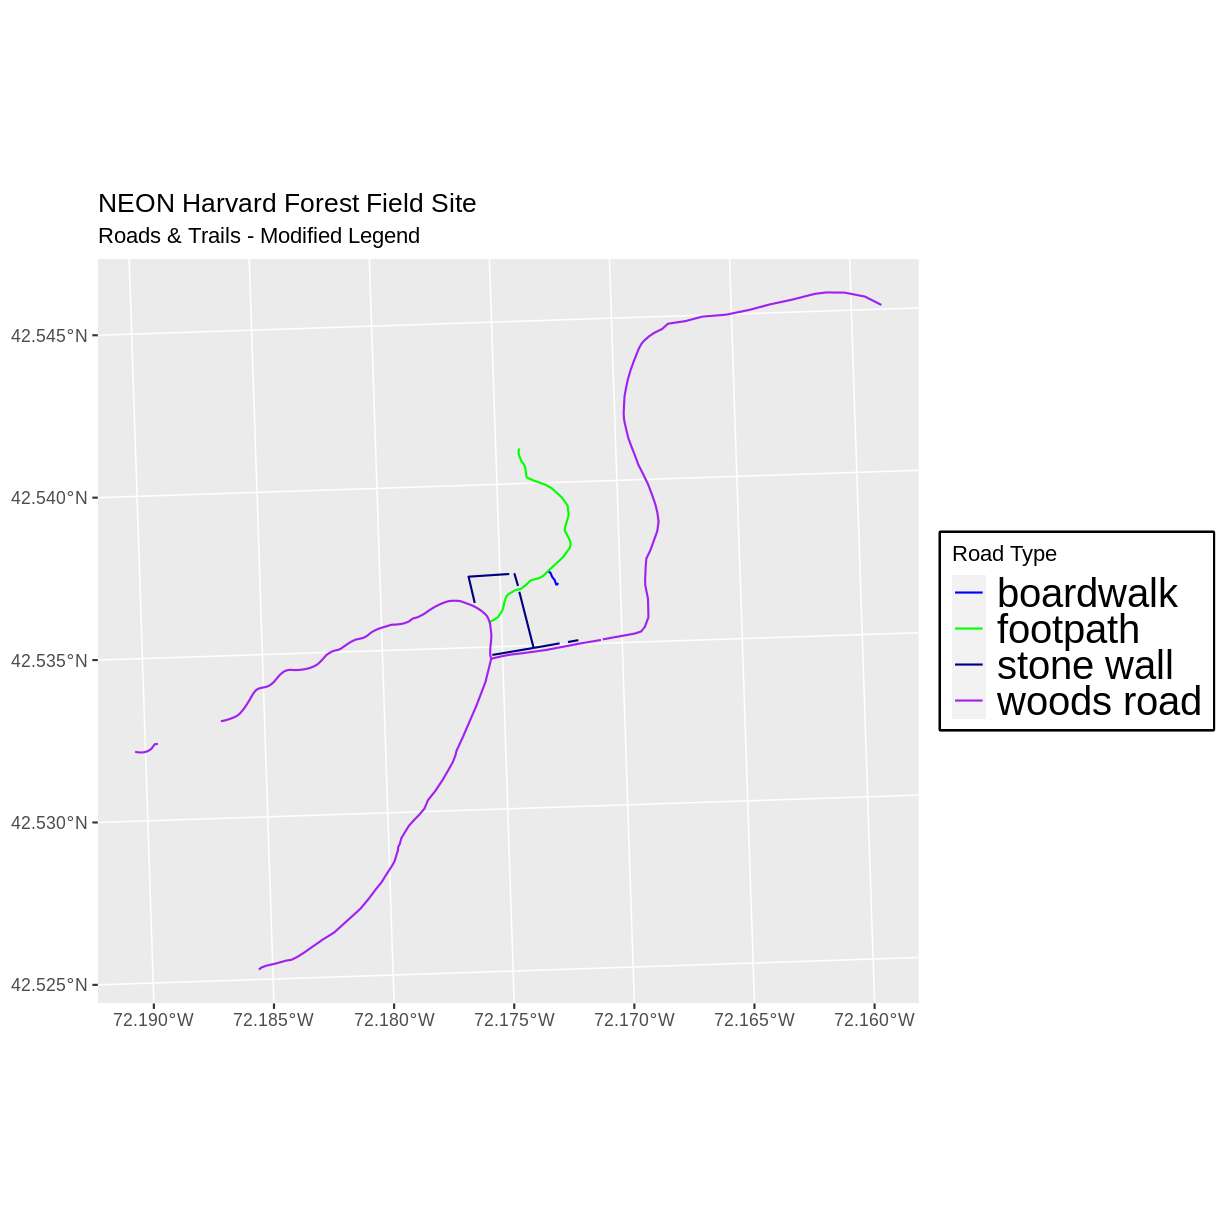 NEON Harvard Forest Field Site
Roads & Trails - Modified Legend
42.545°N
42.540°N
42.535°N
42.530°N
42.525°N
72.190°W
72.185°W
72.180°W
72.175°W
72.170°W
72.165°W
72.160°W
Road Type
boardwalk
footpath
stone wall
woods road